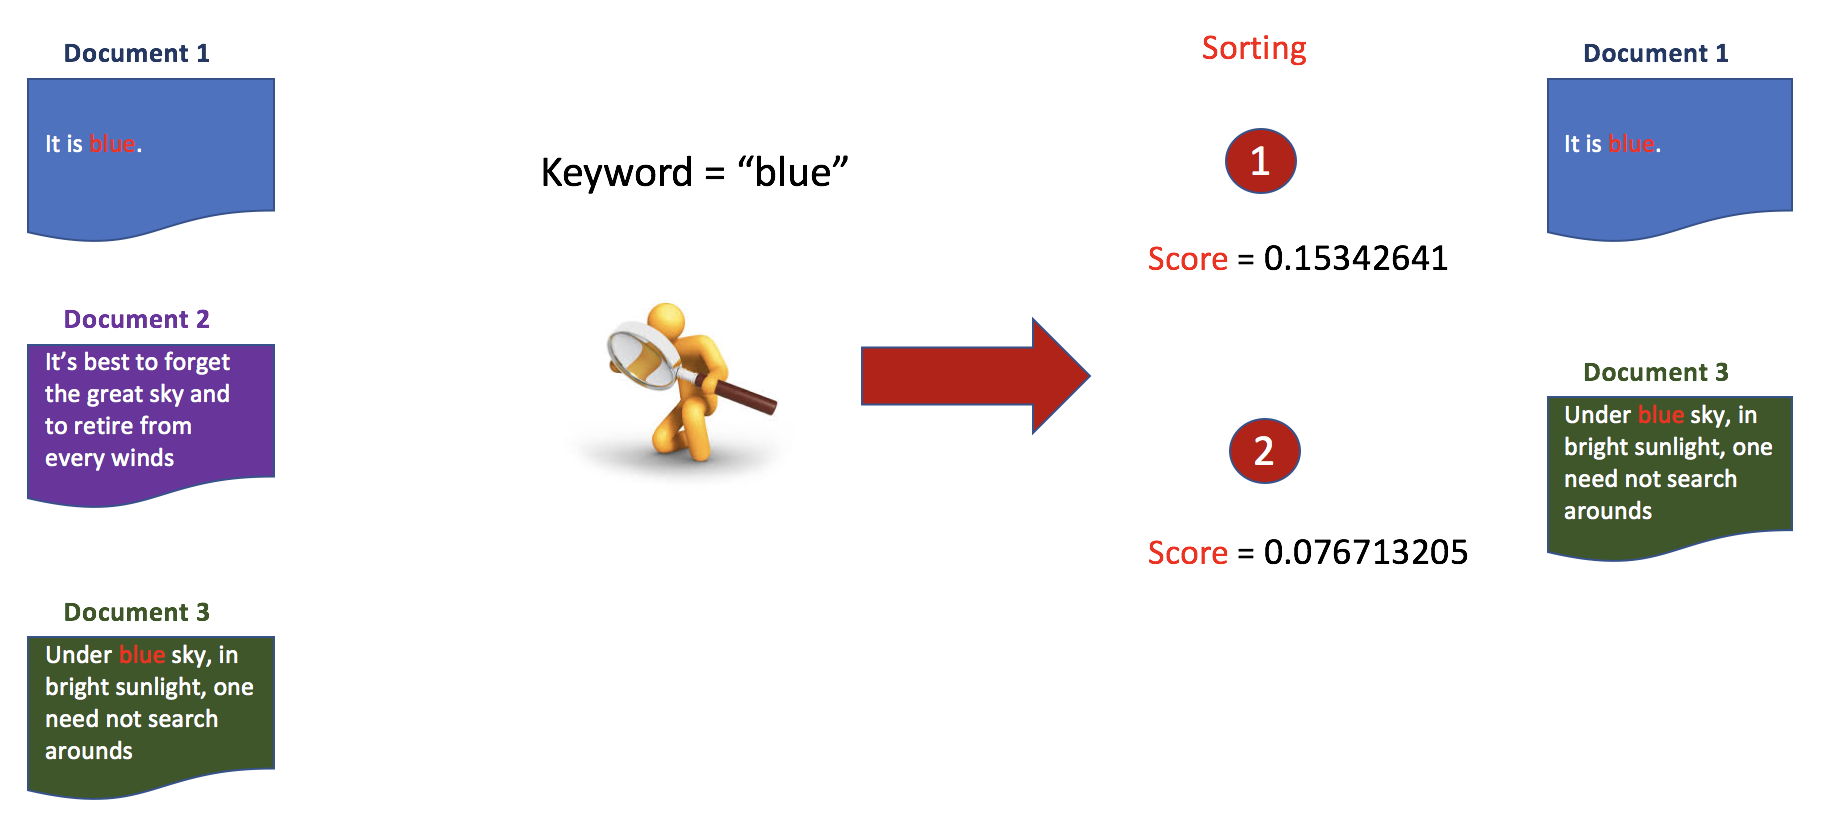 Document 1
It is blue.
Document 2
It’s best to forget
the great sky and
to retire from
every winds
Document 3
Under blue sky, in
bright sunlight, one
need not search
arounds
Keyword = “blue”
Sorting
1
Score = 0.15342641
2
Score = 0.076713205
Document 1
It is blue.
Document 3
Under blue sky, in
bright sunlight, one
need not search
arounds